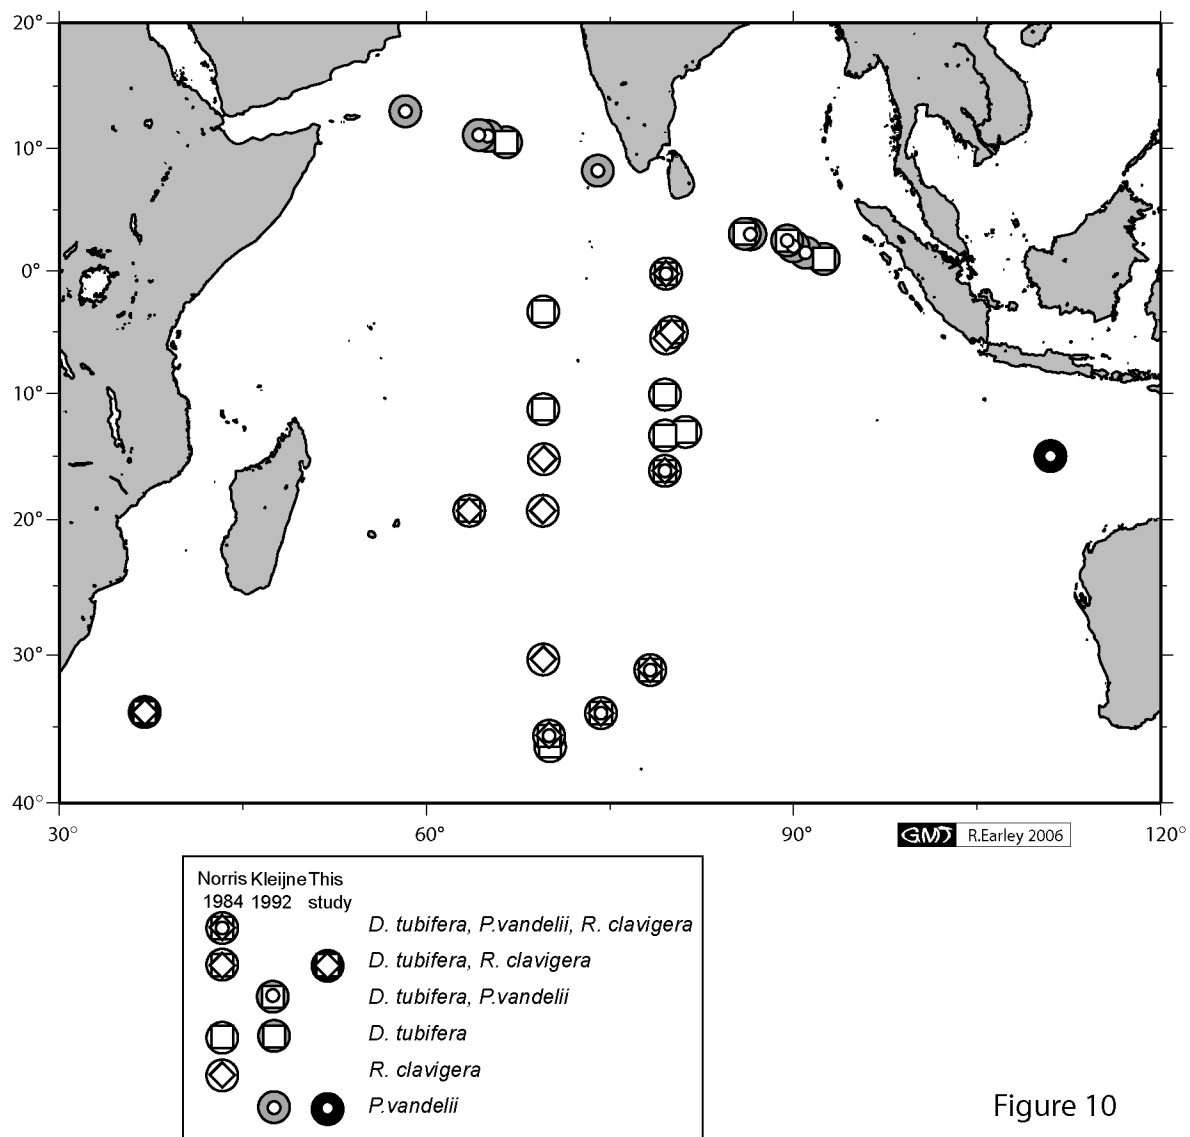 20°
10°
0°
10°
20°
30°
40°
30°
60°
90°
120°
GMT R.Earley 2006
Norris Kleijne This
1984 1992 study
D. tubifera, P.vandelii, R. clavigera
D. tubifera, R. clavigera
D. tubifera, P.vandelii
D. tubifera
R. clavigera
P.vandelii
Figure 10